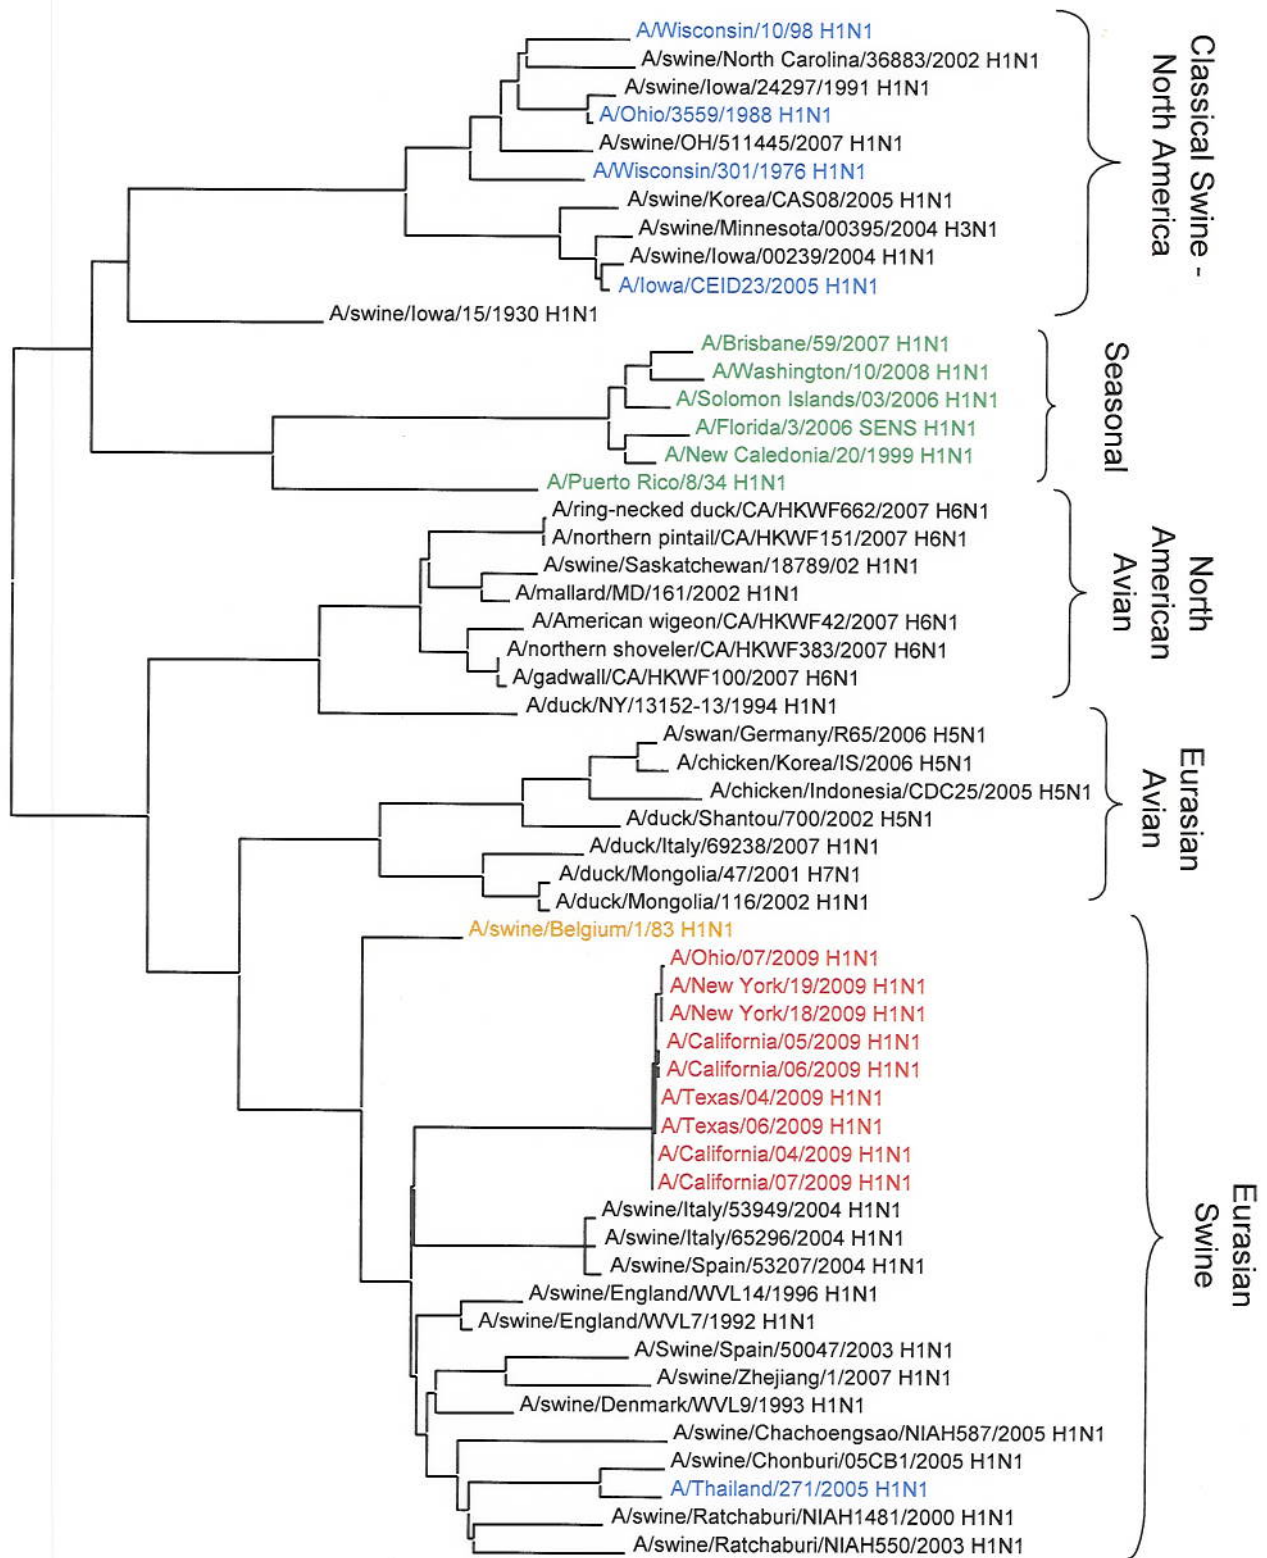 A/Wisconsin/10/98 H1N1
A/swine/North Carolina/36883/2002 H1N1
A/swine/Iowa/24297/1991 H1N1
A/Ohio/3559/1988 H1N1
A/swine/OH/511445/2007 H1N1
A/Wisconsin/301/1976 H1N1
A/swine/Korea/CAS08/2005 H1N1
A/swine/Minnesota/00395/2004 H3N1
A/swine/Iowa/00239/2004 H1N1
A/Iowa/CEID23/2005 H1N1
A/swine/Iowa/15/1930 H1N1
Classical Swine -
North America
A/Brisbane/59/2007 H1N1
A/Washington/10/2008 H1N1
A/Solomon Islands/03/2006 H1N1
A/Florida/3/2006 SENS H1N1
A/New Caledonia/20/1999 H1N1
A/Puerto Rico/8/34 H1N1
Seasonal
A/ring-necked duck/CA/HKWF662/2007 H6N1
A/northern pintail/CA/HKWF151/2007 H6N1
A/swine/Saskatchewan/18789/02 H1N1
A/mallard/MD/161/2002 H1N1
A/American wigeon/CA/HKWF42/2007 H6N1
A/northern shoveler/CA/HKWF383/2007 H6N1
A/gadwall/CA/HKWF100/2007 H6N1
A/duck/NY/13152-13/1994 H1N1
North
American
Avian
A/swan/Germany/R65/2006 H5N1
A/chicken/Korea/IS/2006 H5N1
A/chicken/Indonesia/CDC25/2005 H5N1
A/duck/Shantou/700/2002 H5N1
A/duck/Italy/69238/2007 H1N1
A/duck/Mongolia/47/2001 H7N1
A/duck/Mongolia/116/2002 H1N1
Eurasian
Avian
A/swine/Belgium/1/83 H1N1
A/Ohio/07/2009 H1N1
A/New York/19/2009 H1N1
A/New York/18/2009 H1N1
A/California/05/2009 H1N1
A/California/06/2009 H1N1
A/Texas/04/2009 H1N1
A/Texas/06/2009 H1N1
A/California/04/2009 H1N1
A/California/07/2009 H1N1
A/swine/Italy/53949/2004 H1N1
A/swine/Italy/65296/2004 H1N1
A/swine/Spain/53207/2004 H1N1
A/swine/England/WVL14/1996 H1N1
A/swine/England/WVL7/1992 H1N1
A/Swine/Spain/50047/2003 H1N1
A/swine/Zhejiang/1/2007 H1N1
A/swine/Denmark/WVL9/1993 H1N1
A/swine/Chachoengsao/NIAH587/2005 H1N1
A/swine/Chonburi/05CB1/2005 H1N1
A/Thailand/271/2005 H1N1
A/swine/Ratchaburi/NIAH1481/2000 H1N1
A/swine/Ratchaburi/NIAH550/2003 H1N1
Eurasian
Swine